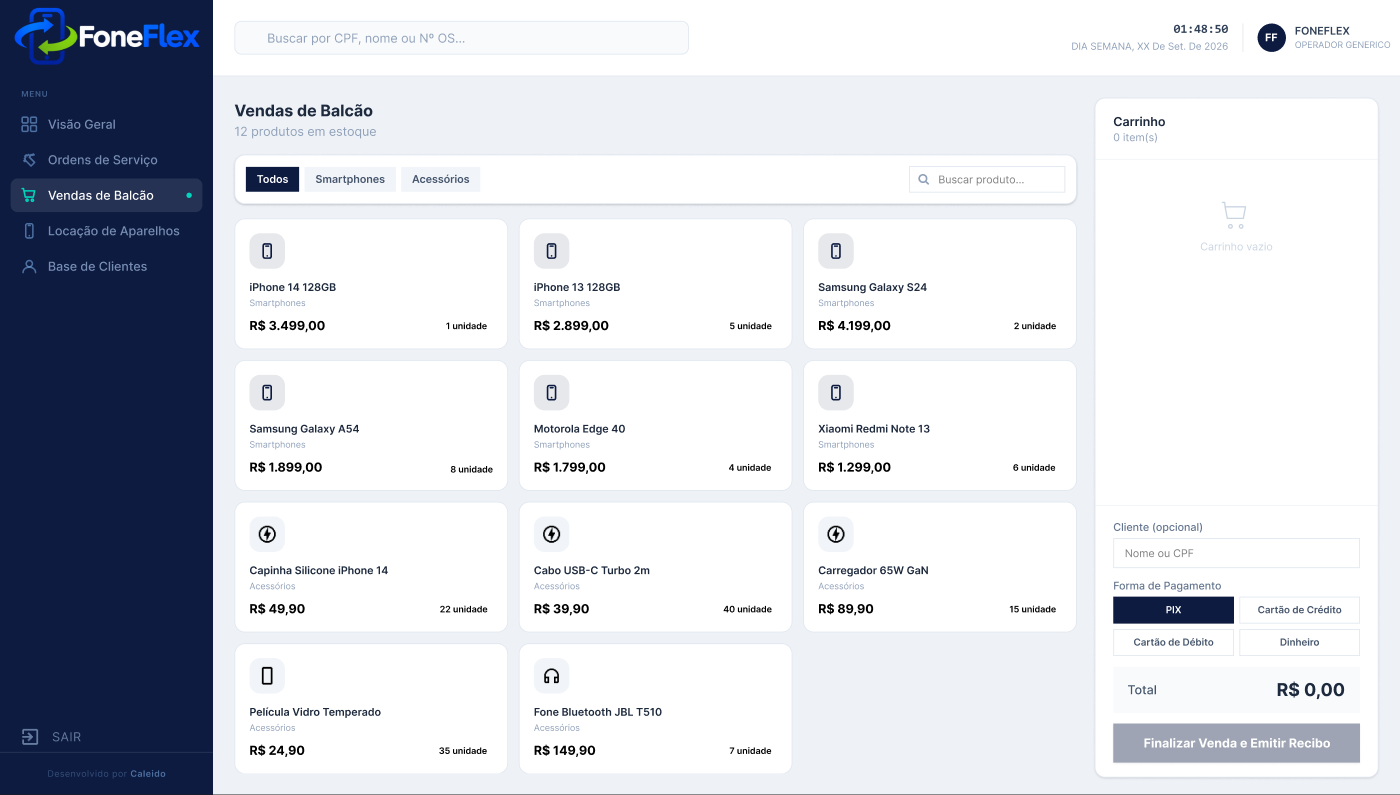 FoneFlex
MENU
Visão Geral
Ordens de Serviço
Vendas de Balcão
Locação de Aparelhos
Base de Clientes
SAIR
Desenvolvido por Caleido
Buscar por CPF, nome ou Nº OS...
01:48:50
DIA SEMANA, XX De Set. De 2026
FF
FONEFLEX
OPERADOR GENERICO
Vendas de Balcão
12 produtos em estoque
Todos
Smartphones
Acessórios
Buscar produto...
iPhone 14 128GB
Smartphones
R$ 3.499,00
1 unidade
iPhone 13 128GB
Smartphones
R$ 2.899,00
5 unidade
Samsung Galaxy S24
Smartphones
R$ 4.199,00
2 unidade
Samsung Galaxy A54
Smartphones
R$ 1.899,00
8 unidade
Motorola Edge 40
Smartphones
R$ 1.799,00
4 unidade
Xiaomi Redmi Note 13
Smartphones
R$ 1.299,00
6 unidade
Capinha Silicone iPhone 14
Acessórios
R$ 49,90
22 unidade
Cabo USB-C Turbo 2m
Acessórios
R$ 39,90
40 unidade
Carregador 65W GaN
Acessórios
R$ 89,90
15 unidade
Película Vidro Temperado
Acessórios
R$ 24,90
35 unidade
Fone Bluetooth JBL T510
Acessórios
R$ 149,90
7 unidade
Carrinho
0 item(s)
Carrinho vazio
Cliente (opcional)
Nome ou CPF
Forma de Pagamento
PIX
Cartão de Crédito
Cartão de Débito
Dinheiro
Total
R$ 0,00
Finalizar Venda e Emitir Recibo